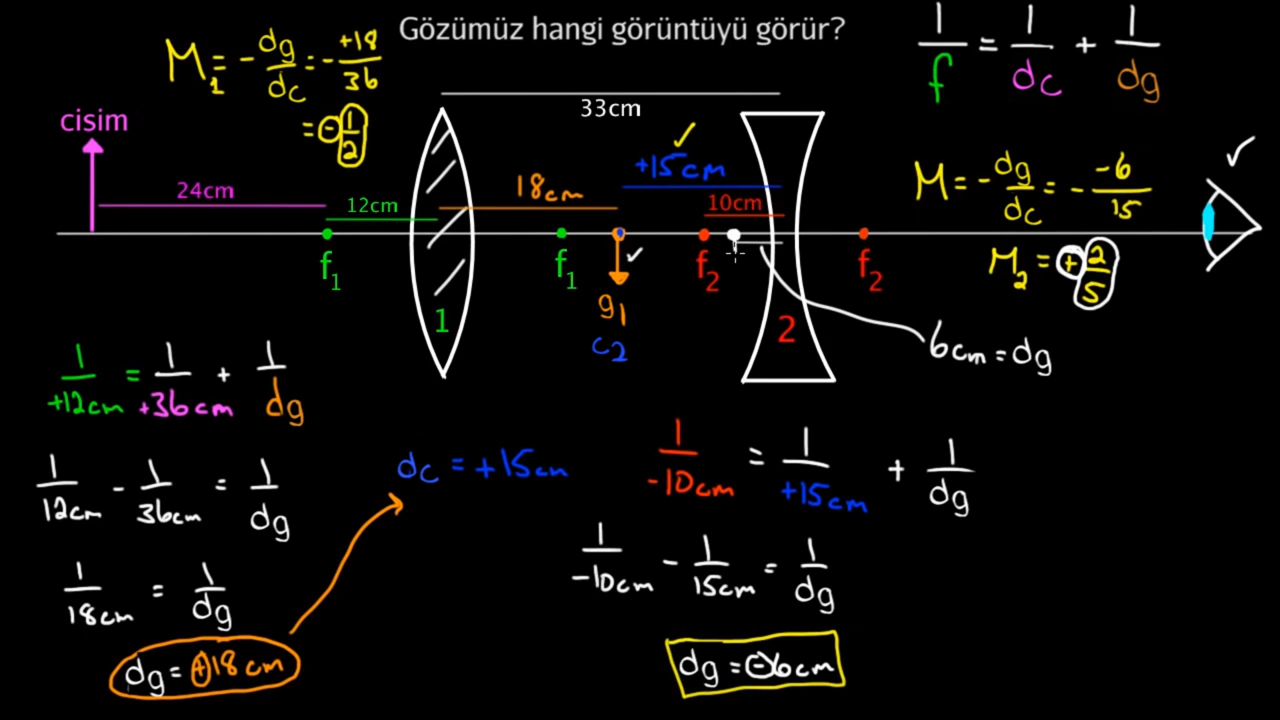 Gözümüz hangi görüntüyü görür?
M₁ = - dg/dc = - +18/36
= ⊖ 1/2
1/f = 1/dc + 1/dg
33cm
cisim
24cm
12cm
18cm
+15cm ✓
10cm
f₁
f₁
f₂
f₂
1
2
g₁ ✓
c2
✓
M = - dg/dc = - -6/15
M₂ = ⊕ 2/5
6cm = dg
1/+12cm = 1/+36cm + 1/dg
1/12cm - 1/36cm = 1/dg
1/18cm = 1/dg
dg = ⊕18cm
dc = +15cm
1/-10cm = 1/+15cm + 1/dg
1/-10cm - 1/15cm = 1/dg
dg = ⊖6cm